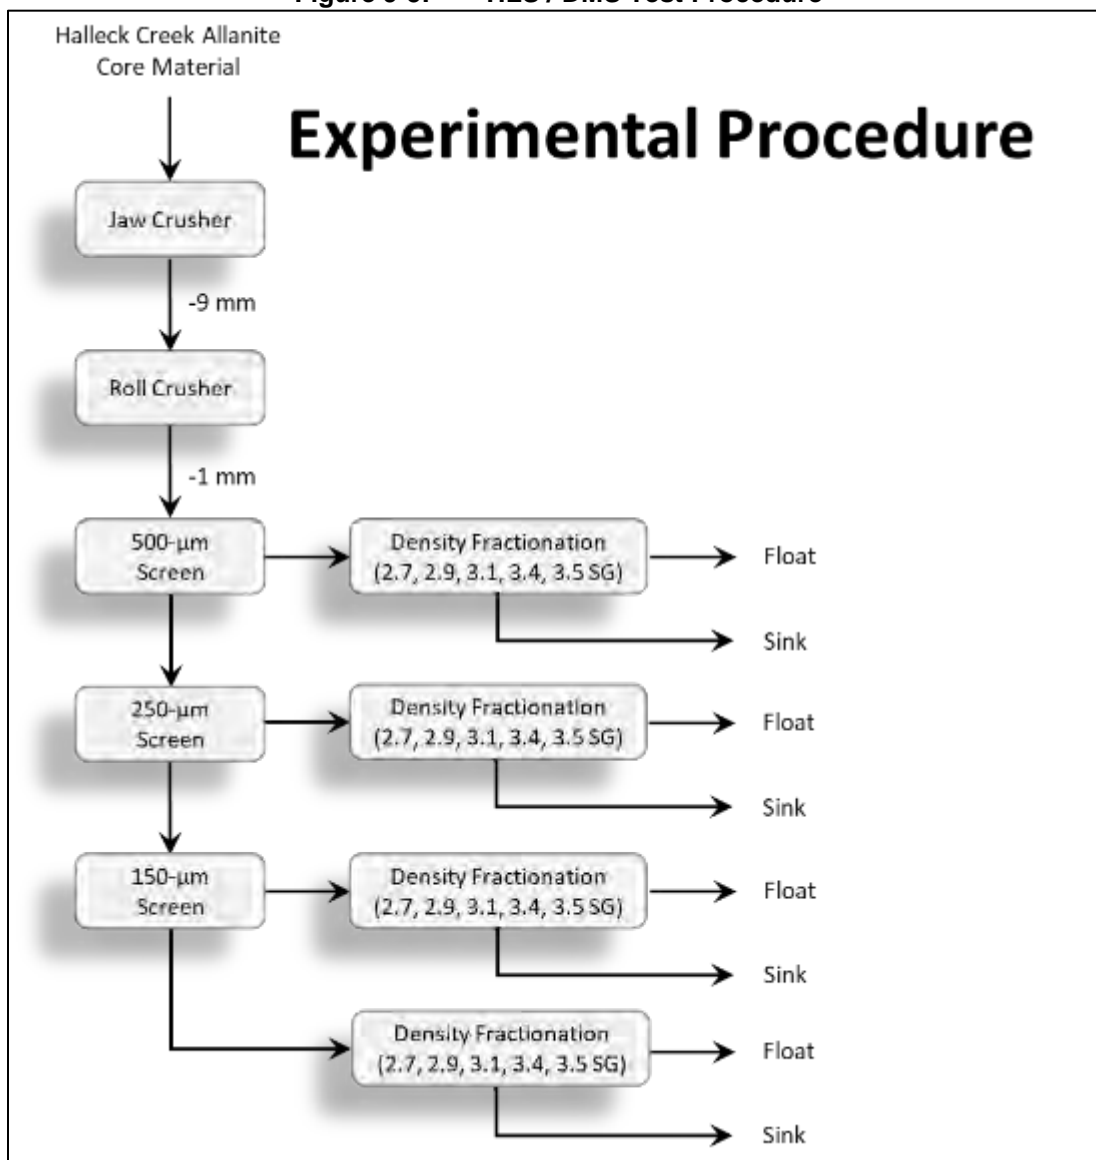 Halleck Creek Allanite
Core Material
Experimental Procedure
Jaw Crusher
-9 mm
Roll Crusher
-1 mm
500-μm
Screen
Density Fractionation
(2.7, 2.9, 3.1, 3.4, 3.5 SG)
Float
Sink
250-μm
Screen
Density Fractionation
(2.7, 2.9, 3.1, 3.4, 3.5 SG)
Float
Sink
150-μm
Screen
Density Fractionation
(2.7, 2.9, 3.1, 3.4, 3.5 SG)
Float
Sink
Density Fractionation
(2.7, 2.9, 3.1, 3.4, 3.5 SG)
Float
Sink